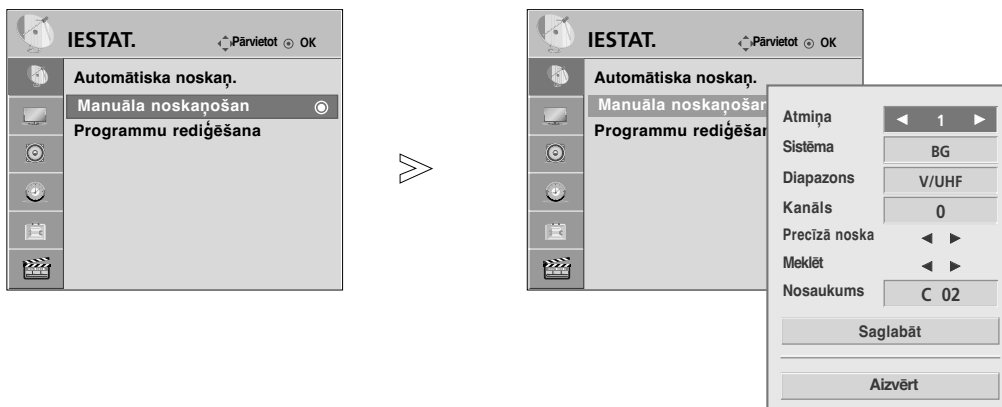 IESTAT. Pārvietot OK
Automātiska noskaņ.
Manuāla noskaņošan
Programmu rediģēšana
IESTAT. Pārvietot OK
Automātiska noskaņ.
Manuāla noskaņošan
Programmu rediģēšan
Atmiņa ◀ 1 ▶
Sistēma BG
Diapazons V/UHF
Kanāls 0
Precīzā noska ◀ ▶
Meklēt ◀ ▶
Nosaukums C 02
Saglabāt
Aizvērt